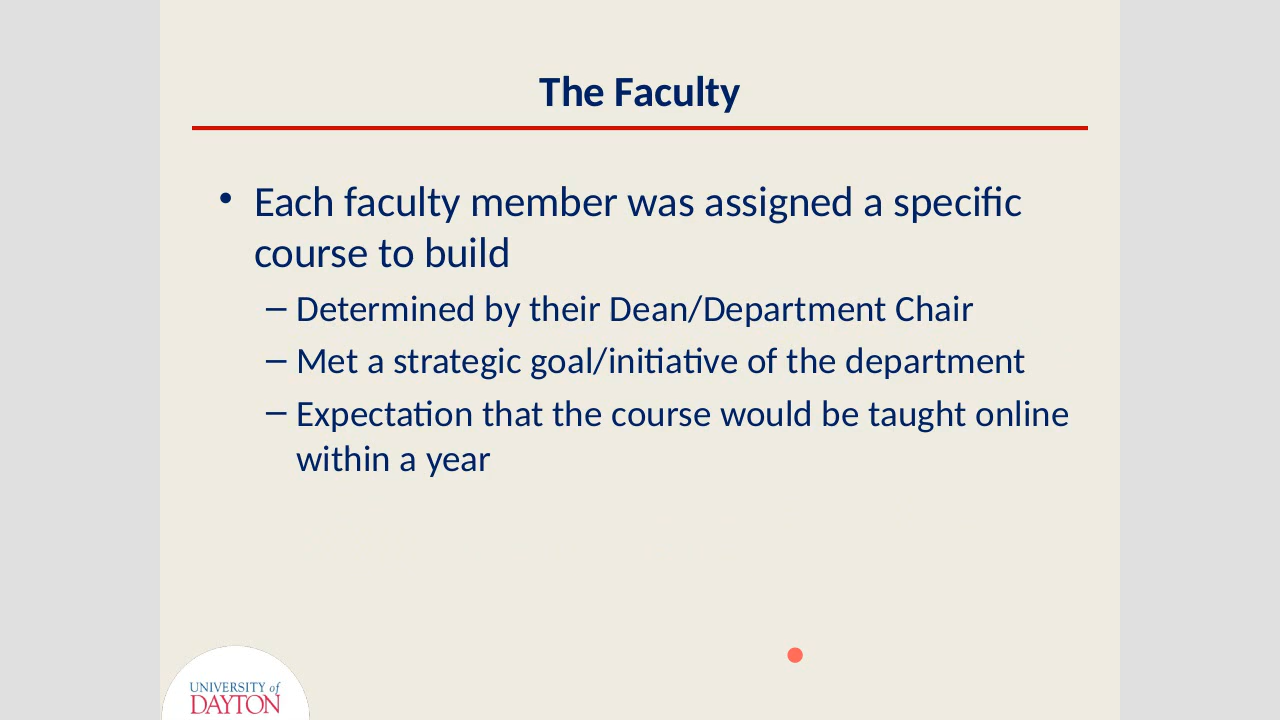 The Faculty
• Each faculty member was assigned a specific
course to build
– Determined by their Dean/Department Chair
– Met a strategic goal/initiative of the department
– Expectation that the course would be taught online
within a year
UNIVERSITY of
DAYTON